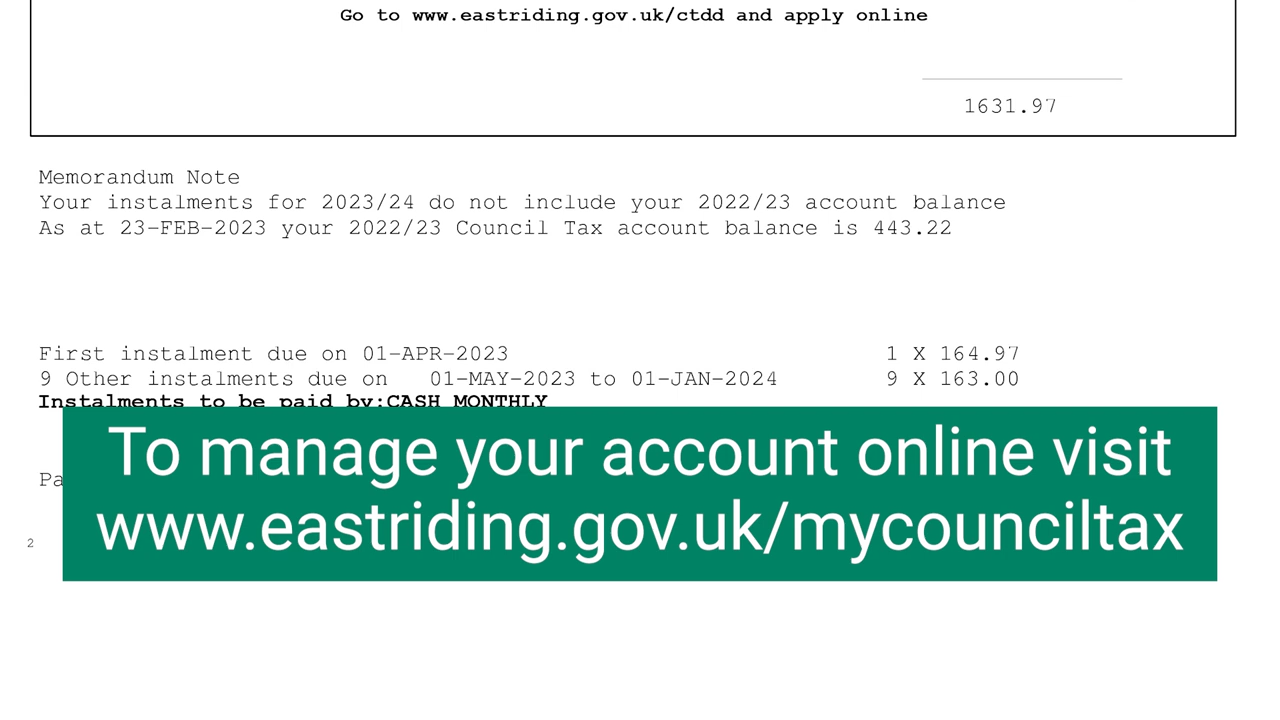 Go to www.eastriding.gov.uk/ctdd and apply online
1631.97
Memorandum Note
Your instalments for 2023/24 do not include your 2022/23 account balance
As at 23-FEB-2023 your 2022/23 Council Tax account balance is 443.22
First instalment due on 01-APR-2023 1 X 164.97
9 Other instalments due on 01-MAY-2023 to 01-JAN-2024 9 X 163.00
Instalments to be paid by:CASH MONTHLY
To manage your account online visit
www.eastriding.gov.uk/mycounciltax
2